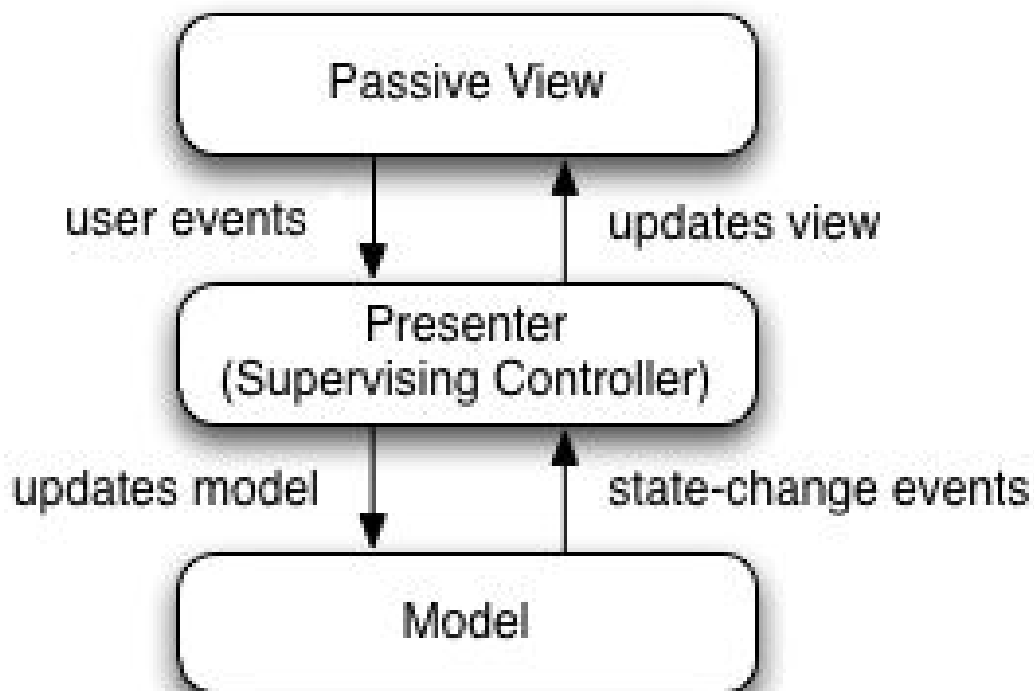 Passive View
user events
updates view
Presenter
(Supervising Controller)
updates model
state-change events
Model